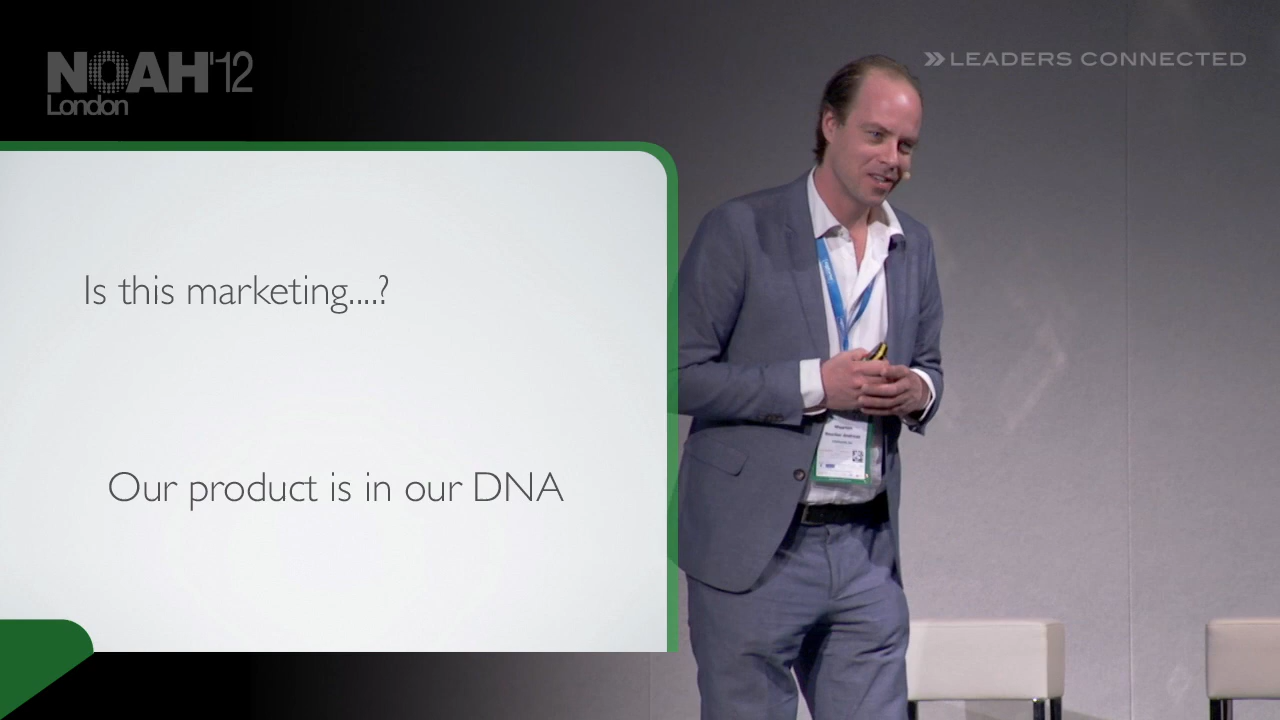 NOAH'12
London
LEADERS CONNECTED
Is this marketing....?
Our product is in our DNA